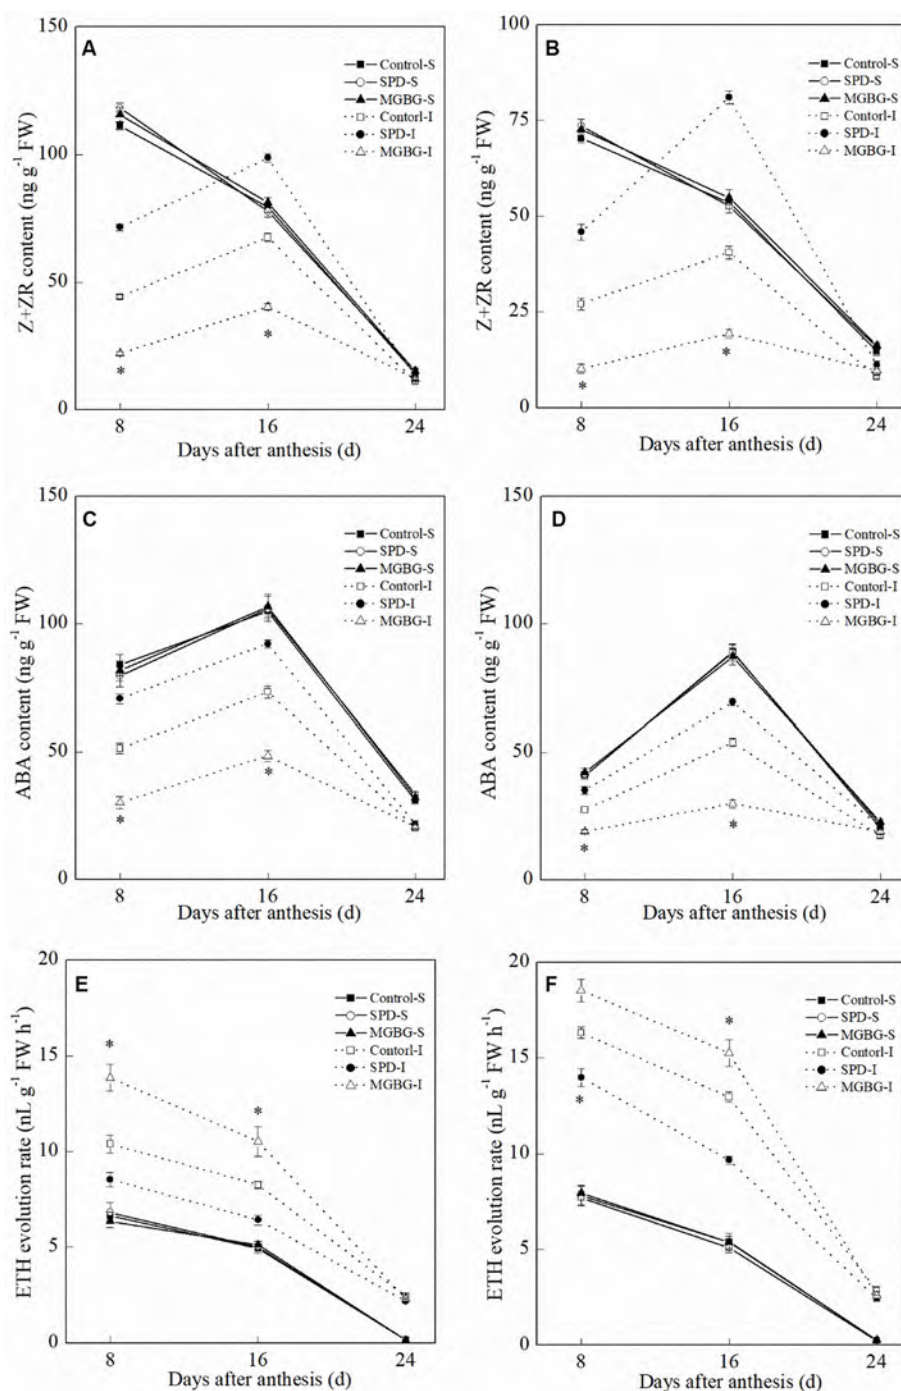 A
150
100
50
0
Z+ZR content (ng g⁻¹ FW)
Control-S
SPD-S
MGBG-S
Contorl-I
SPD-I
MGBG-I
*
*
8 16 24
Days after anthesis (d)
B
100
75
50
25
0
Z+ZR content (ng g⁻¹ FW)
Control-S
SPD-S
MGBG-S
Contorl-I
SPD-I
MGBG-I
*
*
8 16 24
Days after anthesis (d)
C
150
100
50
0
ABA content (ng g⁻¹ FW)
Control-S
SPD-S
MGBG-S
Contorl-I
SPD-I
MGBG-I
*
*
8 16 24
Days after anthesis (d)
D
150
100
50
0
ABA content (ng g⁻¹ FW)
Control-S
SPD-S
MGBG-S
Contorl-I
SPD-I
MGBG-I
*
*
8 16 24
Days after anthesis (d)
E
20
15
10
5
0
ETH evolution rate (nL g⁻¹ FW h⁻¹)
Control-S
SPD-S
MGBG-S
Contorl-I
SPD-I
MGBG-I
*
*
8 16 24
Days after anthesis (d)
F
20
15
10
5
0
ETH evolution rate (nL g⁻¹ FW h⁻¹)
Control-S
SPD-S
MGBG-S
Contorl-I
SPD-I
MGBG-I
*
*
8 16 24
Days after anthesis (d)